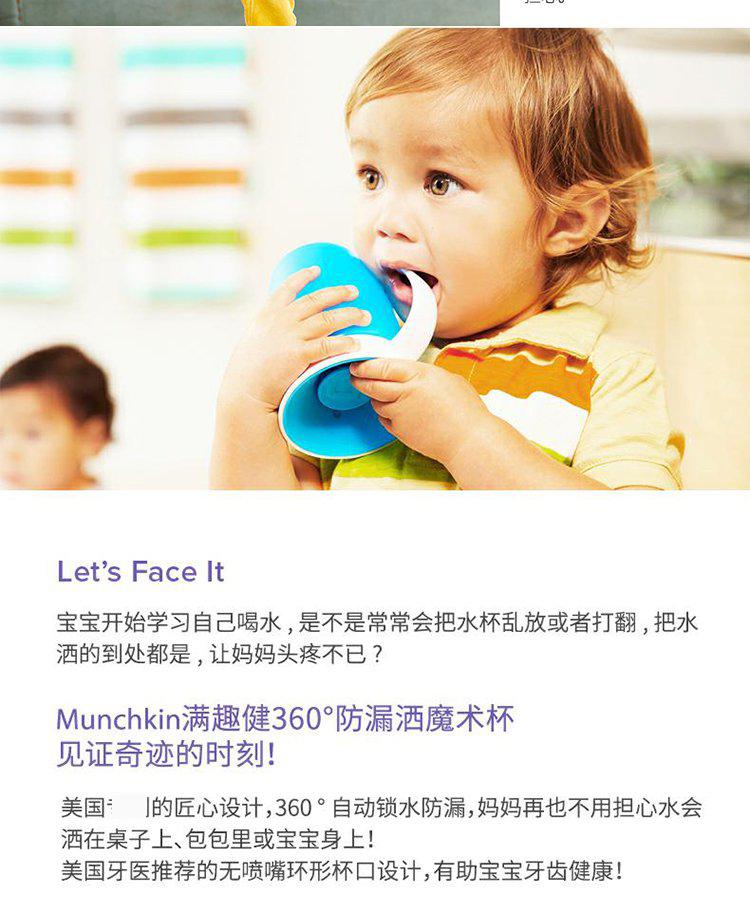 Let's Face It
宝宝开始学习自己喝水，是不是常常会把水杯乱放或者打翻，把水
洒的到处都是，让妈妈头疼不已？
Munchkin满趣健360°防漏洒魔术杯
见证奇迹的时刻！
美国 的匠心设计，360°自动锁水防漏，妈妈再也不用担心水会
洒在桌子上、包包里或宝宝身上！
美国牙医推荐的无喷嘴环形杯口设计，有助宝宝牙齿健康！